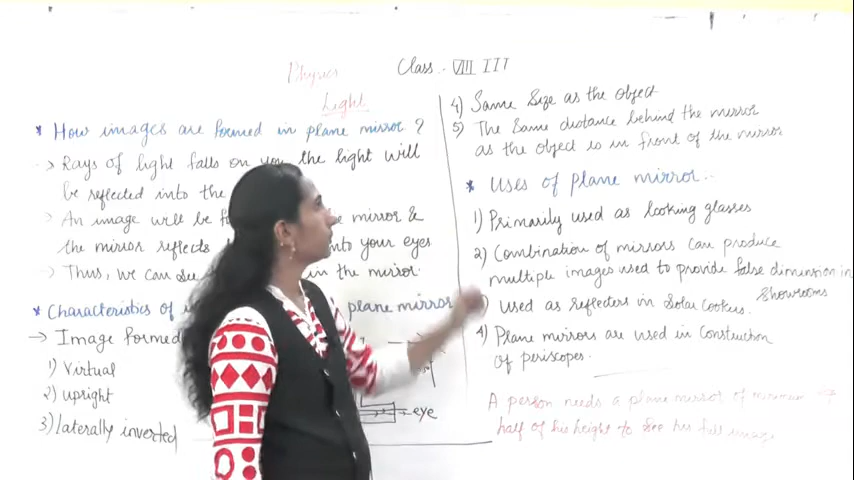 Physics
Class :- VIII III
Light
* How images are formed in plane mirror ?
-> Rays of light falls on you the light will
be reflected into the
-> An image will be mirror &
the mirror reflects into your eyes
-> Thus, we can see in the mirror.
* Characteristics of plane mirror
→ Image formed
1) Virtual
2) upright
3) laterally inverted
eye
4) Same size as the object
5) The same distance behind the mirror
as the object is in front of the mirror
* Uses of plane mirror..
1) Primarily used as looking glasses
2) Combination of mirrors can produce
multiple images used to provide false dimension in
showrooms
used as reflecters in Solar Cookers.
4) Plane mirrors are used in Construction
of periscopes.
A person needs a plane mirror of minimum
half of his height to see his full image